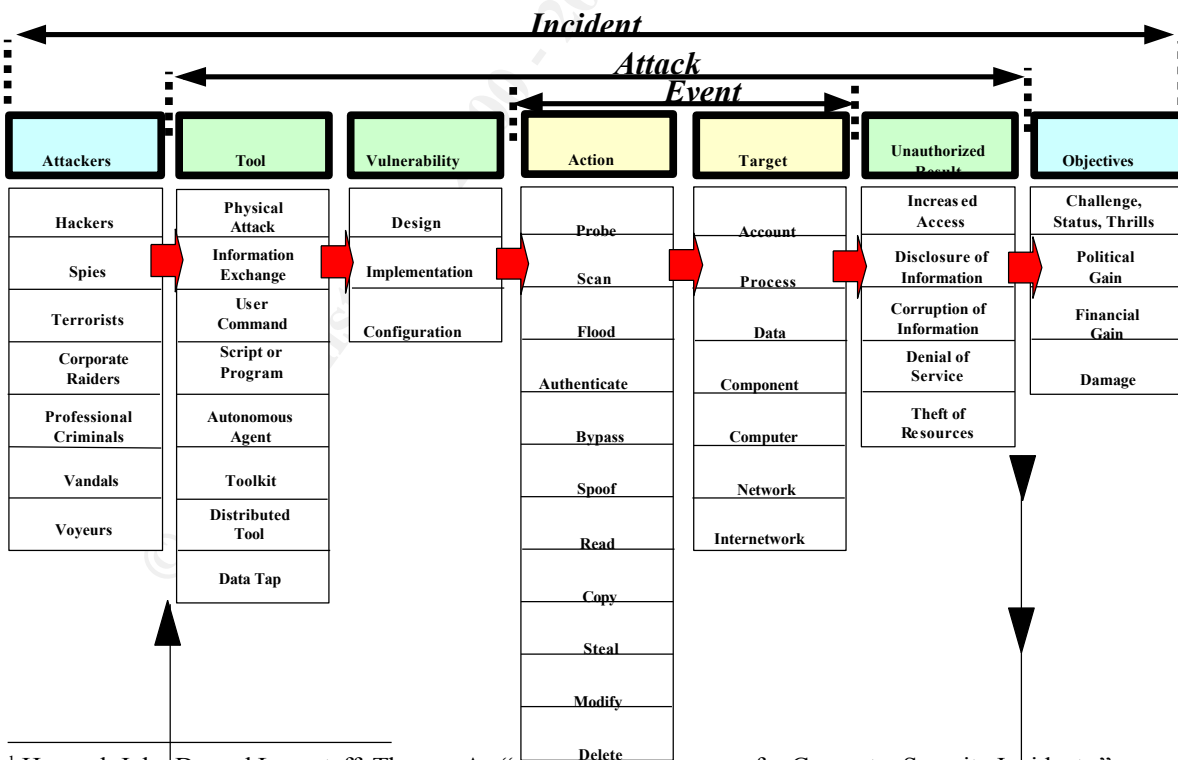 Incident
Attack
Event
Attackers
Tool
Vulnerability
Action
Target
Unauthorized
Result
Objectives
Hackers
Spies
Terrorists
Corporate
Raiders
Professional
Criminals
Vandals
Voyeurs
Physical
Attack
Information
Exchange
User
Command
Script or
Program
Autonomous
Agent
Toolkit
Distributed
Tool
Data Tap
Design
Implementation
Configuration
Probe
Scan
Flood
Authenticate
Bypass
Spoof
Read
Copy
Steal
Modify
Delete
Account
Process
Data
Component
Computer
Network
Internetwork
Increased
Access
Disclosure of
Information
Corruption of
Information
Denial of
Service
Theft of
Resources
Challenge,
Status, Thrills
Political
Gain
Financial
Gain
Damage
©